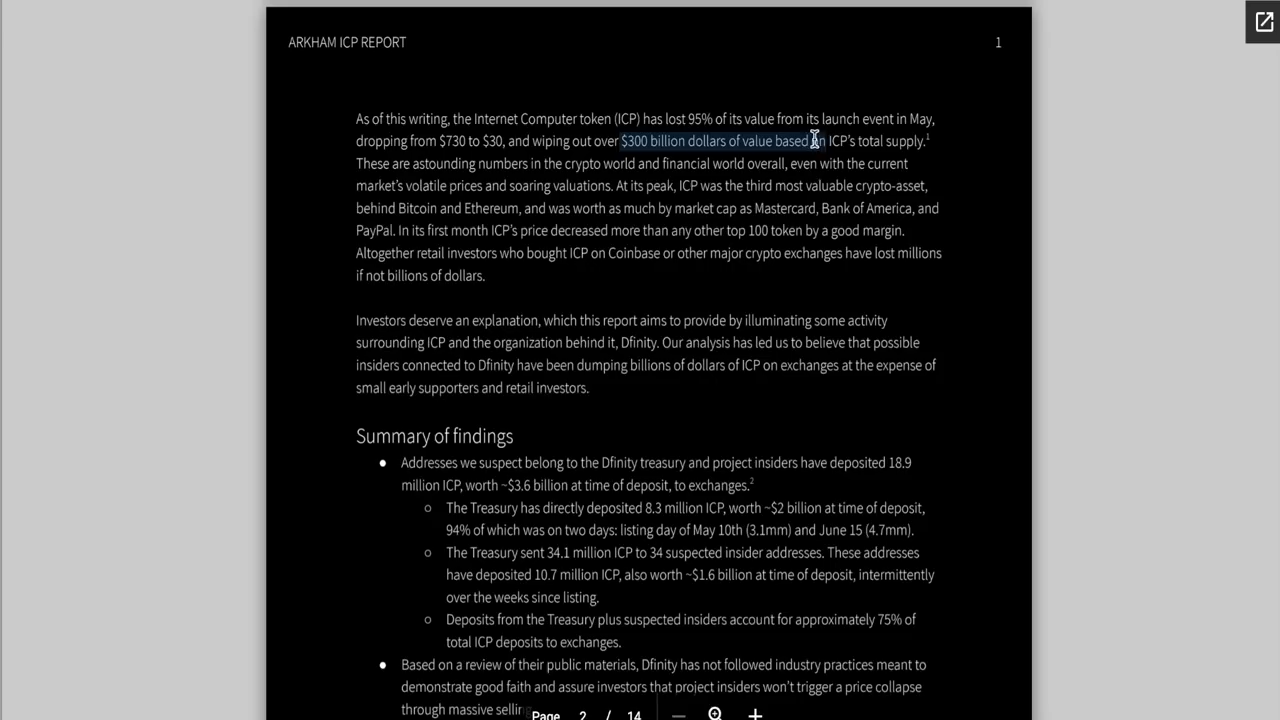 ARKHAM ICP REPORT 1
As of this writing, the Internet Computer token (ICP) has lost 95% of its value from its launch event in May,
dropping from $730 to $30, and wiping out over $300 billion dollars of value based on ICP's total supply.1
These are astounding numbers in the crypto world and financial world overall, even with the current
market's volatile prices and soaring valuations. At its peak, ICP was the third most valuable crypto-asset,
behind Bitcoin and Ethereum, and was worth as much by market cap as Mastercard, Bank of America, and
PayPal. In its first month ICP's price decreased more than any other top 100 token by a good margin.
Altogether retail investors who bought ICP on Coinbase or other major crypto exchanges have lost millions
if not billions of dollars.
Investors deserve an explanation, which this report aims to provide by illuminating some activity
surrounding ICP and the organization behind it, Dfinity. Our analysis has led us to believe that possible
insiders connected to Dfinity have been dumping billions of dollars of ICP on exchanges at the expense of
small early supporters and retail investors.
Summary of findings
● Addresses we suspect belong to the Dfinity treasury and project insiders have deposited 18.9
million ICP, worth ~$3.6 billion at time of deposit, to exchanges.2
○ The Treasury has directly deposited 8.3 million ICP, worth ~$2 billion at time of deposit,
94% of which was on two days: listing day of May 10th (3.1mm) and June 15 (4.7mm).
○ The Treasury sent 34.1 million ICP to 34 suspected insider addresses. These addresses
have deposited 10.7 million ICP, also worth ~$1.6 billion at time of deposit, intermittently
over the weeks since listing.
○ Deposits from the Treasury plus suspected insiders account for approximately 75% of
total ICP deposits to exchanges.
● Based on a review of their public materials, Dfinity has not followed industry practices meant to
demonstrate good faith and assure investors that project insiders won't trigger a price collapse
through massive sellin
Page 2 / 14